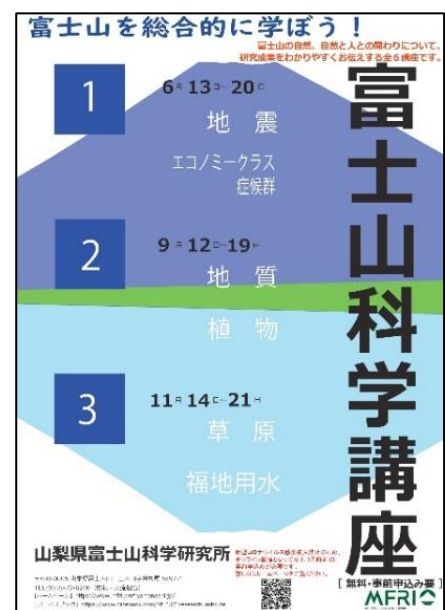 富士山を総合的に学ぼう！
富士山の自然、自然と人との関わりについて、
研究成果をわかりやすくお伝えする全6講座です。
富士山科学講座
1
6月13日~20日
地震
エコノミークラス
症候群
2
9月12日~19日
地質
植物
3
11月14日~21日
草原
福地用水
山梨県富士山科学研究所
[無料・事前申込み要]
MFRI